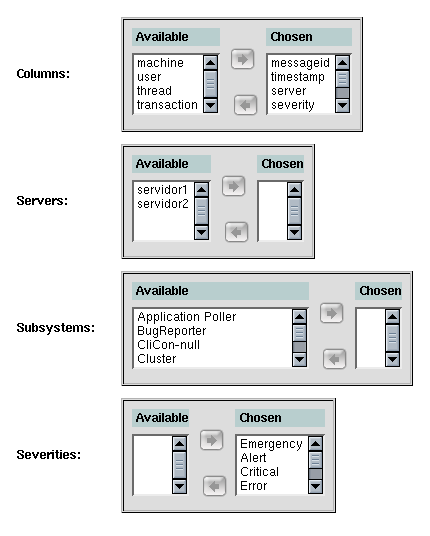 Columns:
Available
machine
user
thread
transaction
Chosen
messageid
timestamp
server
severity
Servers:
Available
servidor1
servidor2
Chosen
Subsystems:
Available
Application Poller
BugReporter
CliCon-null
Cluster
Chosen
Severities:
Available
Chosen
Emergency
Alert
Critical
Error